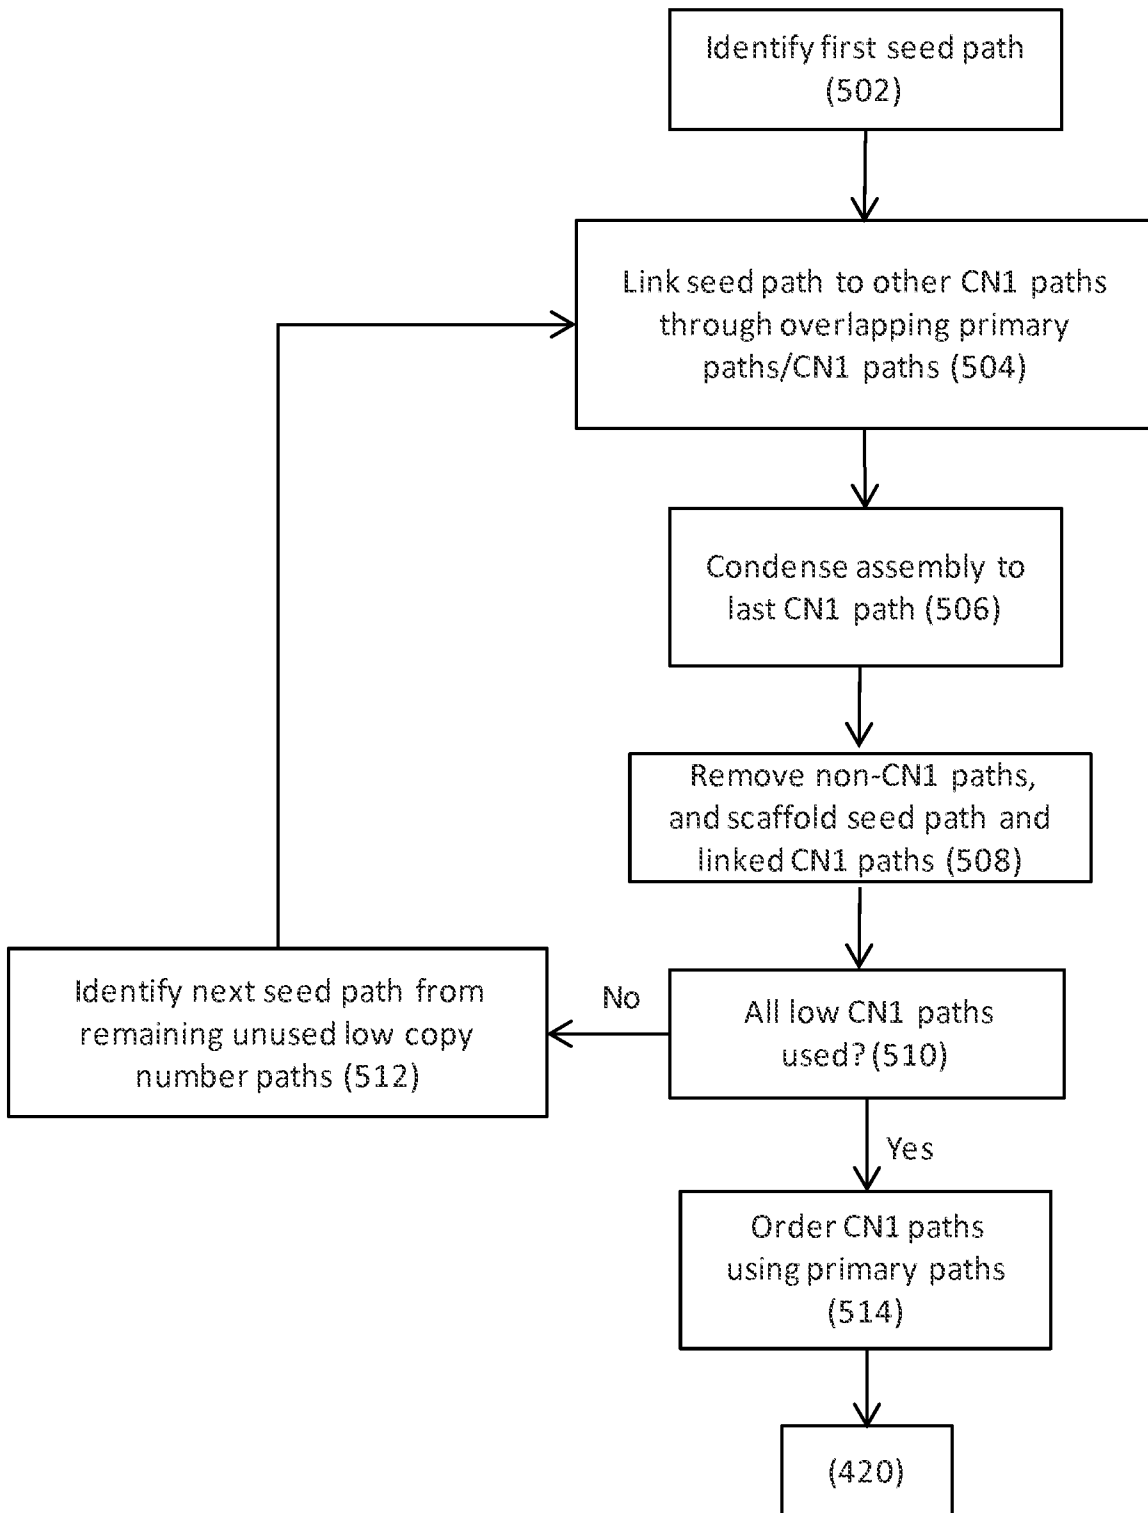 Identify first seed path
(502)
Link seed path to other CN1 paths
through overlapping primary
paths/CN1 paths (504)
Condense assembly to
last CN1 path (506)
Remove non-CN1 paths,
and scaffold seed path and
linked CN1 paths (508)
All low CN1 paths
used? (510)
No
Identify next seed path from
remaining unused low copy
number paths (512)
Yes
Order CN1 paths
using primary paths
(514)
(420)